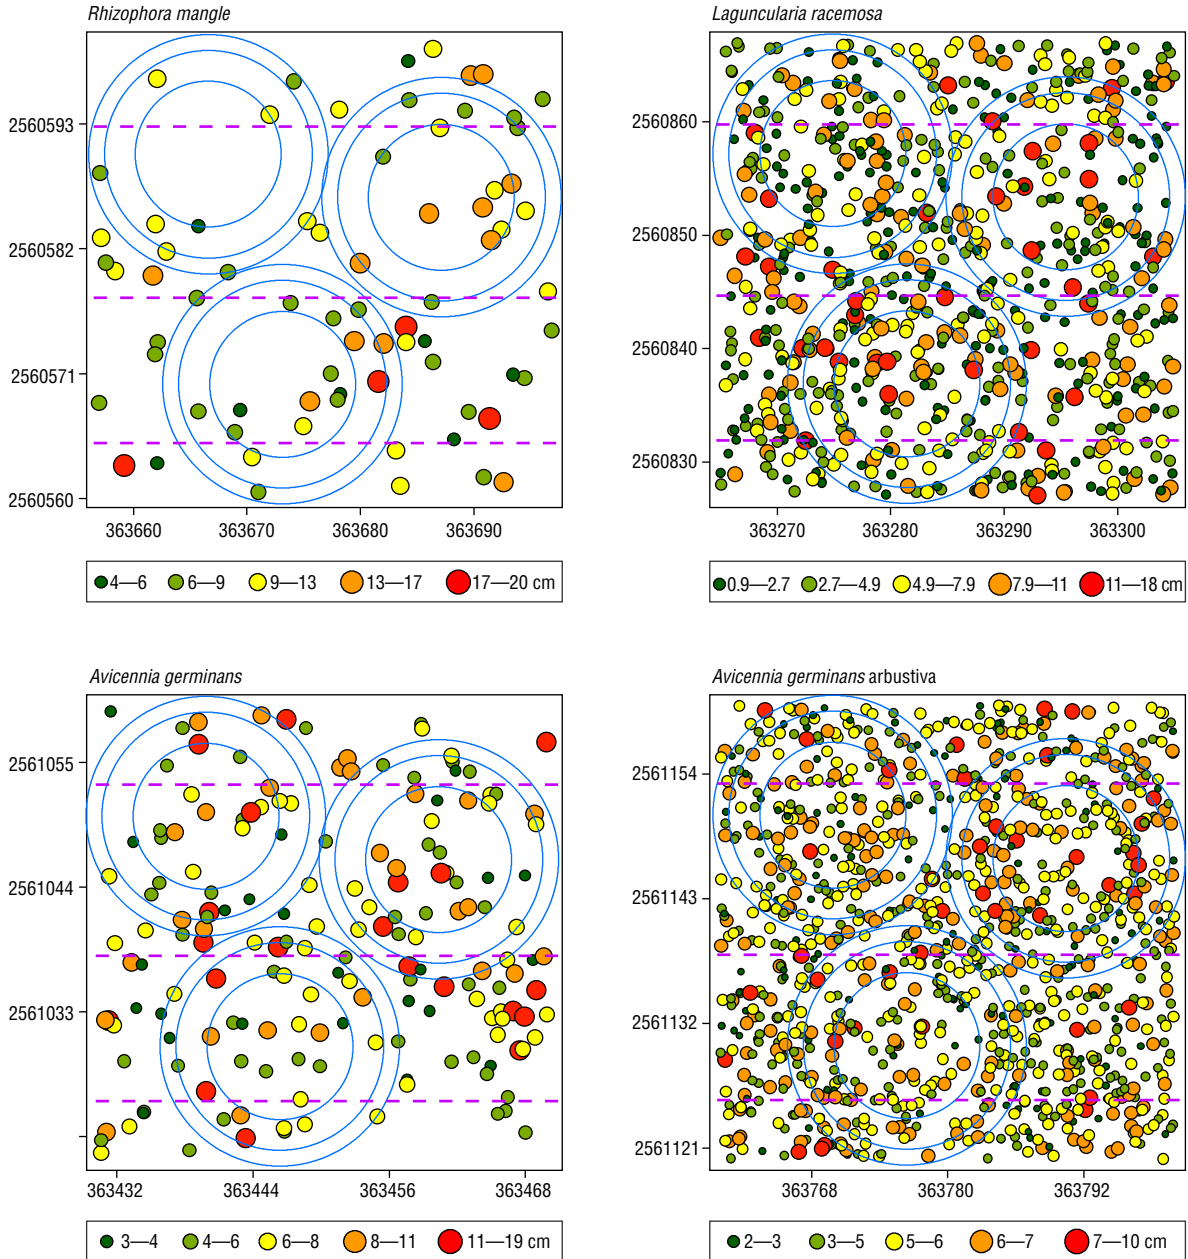 Rhizophora mangle
2560593
2560582
2560571
2560560
363660 363670 363680 363690
4—6 6—9 9—13 13—17 17—20 cm
Laguncularia racemosa
2560860
2560850
2560840
2560830
363270 363280 363290 363300
0.9—2.7 2.7—4.9 4.9—7.9 7.9—11 11—18 cm
Avicennia germinans
2561055
2561044
2561033
363432 363444 363456 363468
3—4 4—6 6—8 8—11 11—19 cm
Avicennia germinans arbustiva
2561154
2561143
2561132
2561121
363768 363780 363792
2—3 3—5 5—6 6—7 7—10 cm